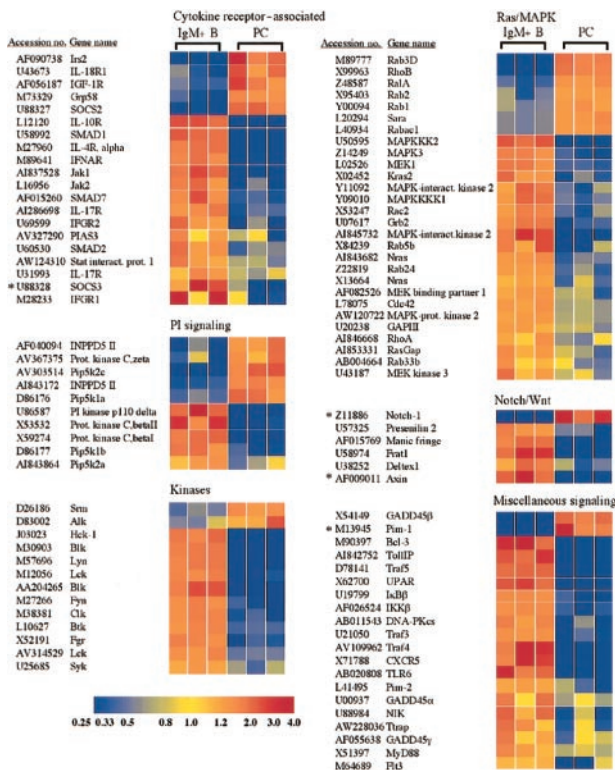 Cytokine receptor-associated
IgM+ B PC
Accession no. Gene name
AF090738 Irs2
U43673 IL-18R1
AF056187 IGF-1R
M73329 Grp58
U88327 SOCS2
L12120 IL-10R
U58992 SMAD1
M27960 IL-4R, alpha
M89641 IFNAR
AI837528 Jak1
L16956 Jak2
AF015260 SMAD7
AI286698 IL-17R
U69599 IFGR2
AV327290 PIAS3
U60530 SMAD2
AW124310 Stat interact. prot. 1
U31993 IL-17R
* U88328 SOCS3
M28233 IFGR1
PI signaling
AF040094 INPPD5 II
AV367375 Prot. kinase C,zeta
AV303514 Pip5k2c
AI843172 INPPD5 II
D86176 Pip5k1a
U86587 PI kinase p110 delta
X53532 Prot. kinase C,betaII
X59274 Prot. kinase C,betaI
D86177 Pip5k1b
AI843864 Pip5k2a
Kinases
D26186 Srm
D83002 Alk
J03023 Hck-1
M30903 Blk
M57696 Lyn
M12056 Lck
AA204265 Blk
M27266 Fyn
M38381 Clk
L10627 Btk
X52191 Fgr
AV314529 Lck
U25685 Syk
0.25 0.33 0.5 0.8 1.0 1.2 2.0 3.0 4.0
Ras/MAPK
IgM+ B PC
Accession no. Gene name
M89777 Rab3D
X99963 RhoB
Z48587 RalA
X95403 Rab2
Y00094 Rab1
L20294 Sara
L40934 Rabac1
U50595 MAPKKK2
Z14249 MAPK3
L02526 MEK1
X02452 Kras2
Y11092 MAPK-interact. kinase 2
Y09010 MAPKKKK1
X53247 Rac2
U07617 Grb2
AI845732 MAPK-interact.kinase 2
X84239 Rab5b
AI843682 Nras
Z22819 Rab24
X13664 Nras
AF082526 MEK binding partner 1
L78075 Cdc42
AW120722 MAPK-prot. kinase 2
U20238 GAPIII
AI846668 RhoA
AI853331 RasGap
AB004664 Rab33b
U43187 MEK kinase 3
Notch/Wnt
* Z11886 Notch-1
U57325 Presenilin 2
AF015769 Manic fringe
U58974 Frat1
U38252 Deltex1
* AF009011 Axin
Miscellaneous signaling
X54149 GADD45β
* M13945 Pim-1
M90397 Bcl-3
AI842752 TollIP
D78141 Traf5
X62700 UPAR
U19799 IκBβ
AF026524 IKKβ
AB011543 DNA-PKcs
U21050 Traf3
AV109962 Traf4
X71788 CXCR5
AB020808 TLR6
L41495 Pim-2
U00937 GADD45α
U88984 NIK
AW228036 Ttrap
AF055638 GADD45γ
X51397 MyD88
M64689 Flt3